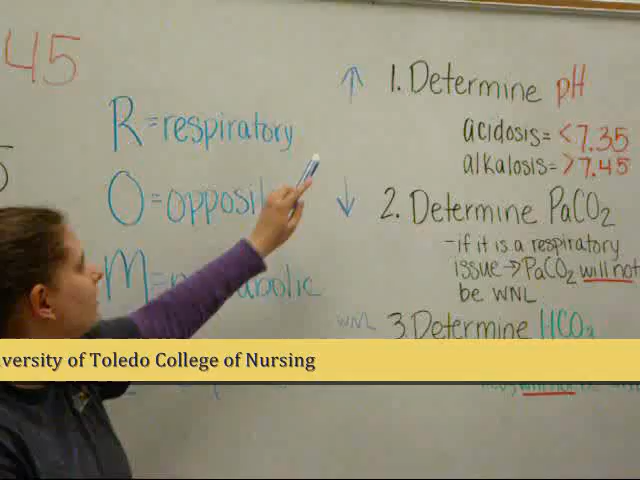 45
R = respiratory
O = opposi
M = m abolic
↑ 1. Determine pH
acidosis = < 7.35
alkalosis = > 7.45
↓ 2. Determine PaCO2
- if it is a respiratory
issue → PaCO2 will not
be WNL
WNL 3. Determine HCO3
versity of Toledo College of Nursing